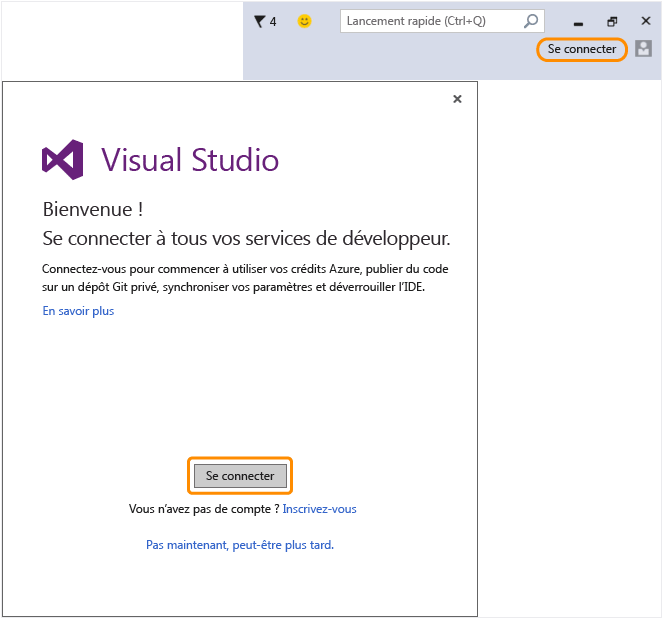 4
Lancement rapide (Ctrl+Q)
Se connecter
Visual Studio
Bienvenue !
Se connecter à tous vos services de développeur.
Connectez-vous pour commencer à utiliser vos crédits Azure, publier du code
sur un dépôt Git privé, synchroniser vos paramètres et déverrouiller l'IDE.
En savoir plus
Se connecter
Vous n'avez pas de compte ? Inscrivez-vous
Pas maintenant, peut-être plus tard.